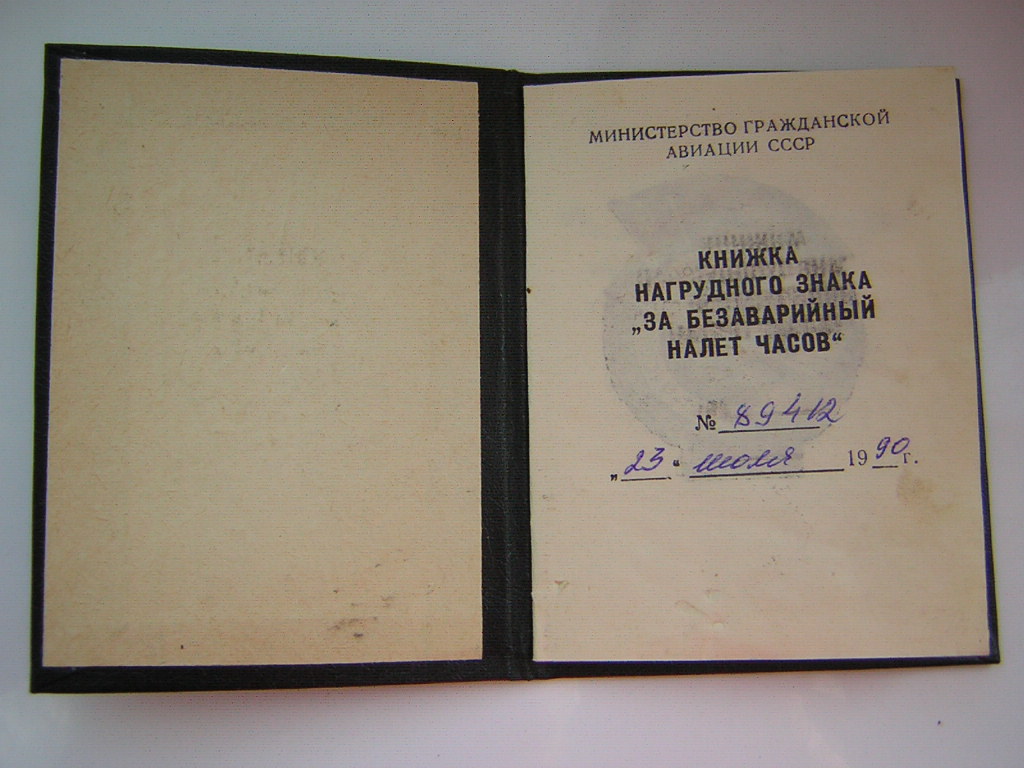 МИНИСТЕРСТВО ГРАЖДАНСКОЙ
АВИАЦИИ СССР
КНИЖКА
НАГРУДНОГО ЗНАКА
„ЗА БЕЗАВАРИЙНЫЙ
НАЛЕТ ЧАСОВ“
№ 89412
„23“ июля 1990 г.